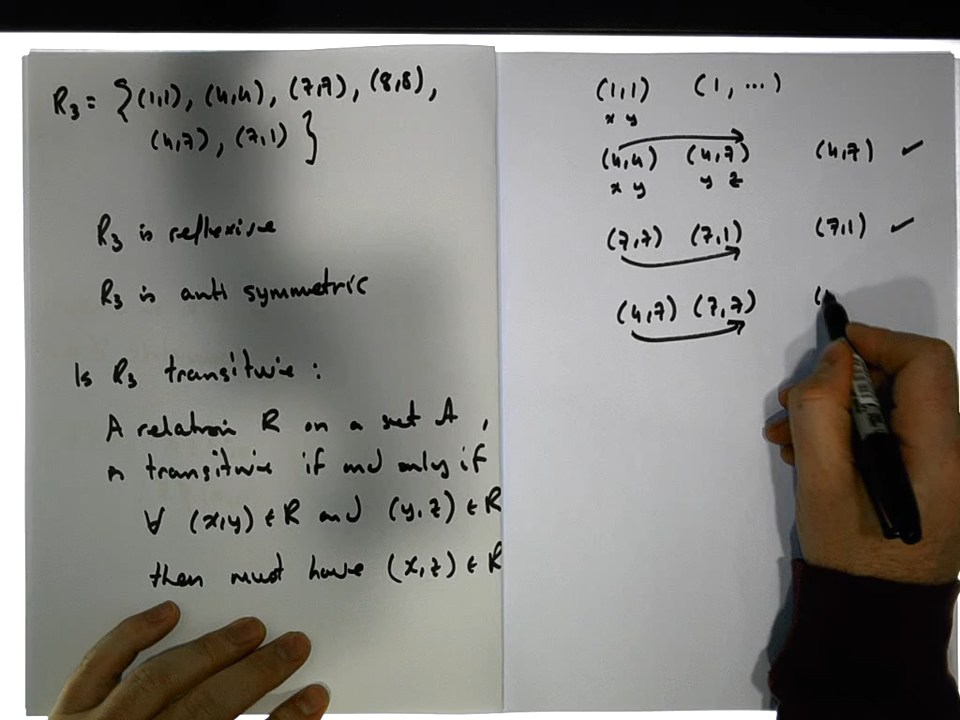 R₃ = {(1,1), (4,4), (7,7), (8,8),
(4,7), (7,1) }
R₃ is reflexive
R₃ is anti symmetric
Is R₃ transitive :
A relation R on a set A ,
is transitive if and only if
∀ (x,y) ∈ R and (y,z) ∈ R
then must have (x,z) ∈ R
(1,1) (1, ...)
x y
(4,4) (4,7) (4,7) ✓
x y y z
(7,7) (7,1) (7,1) ✓
(4,7) (7,7) (